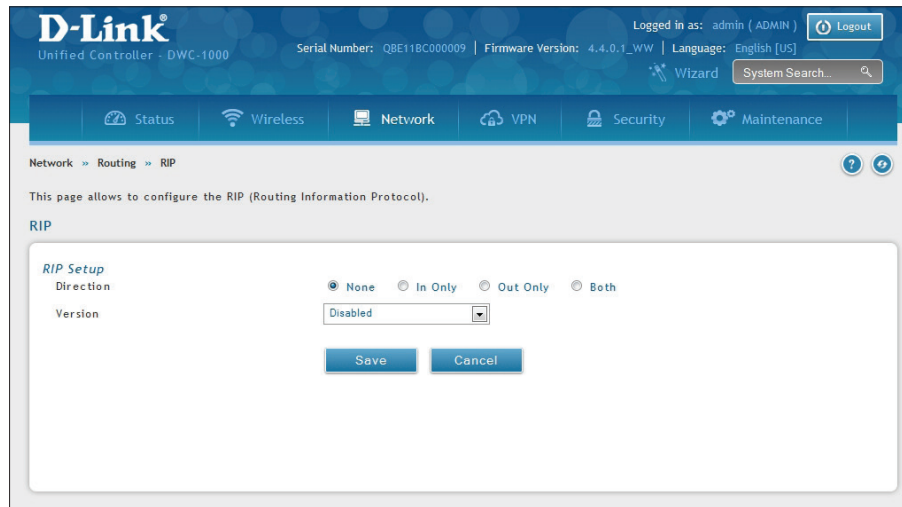 D-Link
Unified Controller - DWC-1000
Logged in as: admin ( ADMIN )
Logout
Serial Number: QBE11BC000009 | Firmware Version: 4.4.0.1_WW | Language: English [US]
Wizard
System Search...
Status
Wireless
Network
VPN
Security
Maintenance
Network » Routing » RIP
This page allows to configure the RIP (Routing Information Protocol).
RIP
RIP Setup
Direction
None
In Only
Out Only
Both
Version
Disabled
Save
Cancel